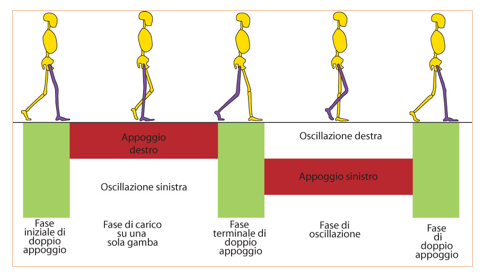 Appoggio
destro
Oscillazione destra
Oscillazione sinistra
Appoggio sinistro
Fase
iniziale di
doppio
appoggio
Fase di carico
su una
sola gamba
Fase
terminale di
doppio
appoggio
Fase di
oscillazione
Fase
di
doppio
appoggio